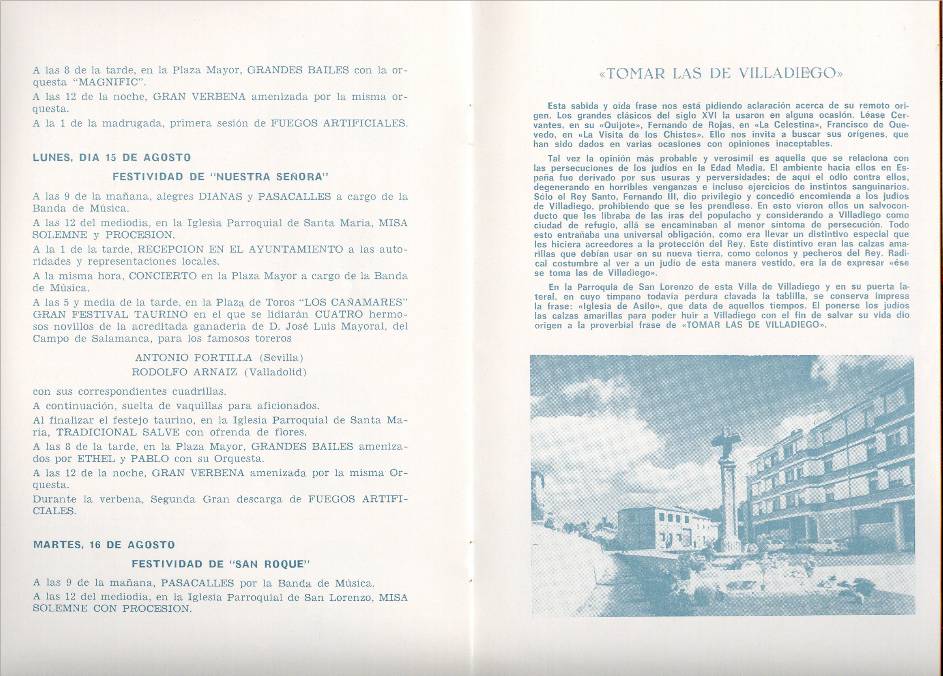 A las 8 de la tarde, en la Plaza Mayor, GRANDES BAILES con la or-
questa "MAGNIFIC".
A las 12 de la noche, GRAN VERBENA amenizada por la misma or-
questa.
A la 1 de la madrugada, primera sesión de FUEGOS ARTIFICIALES.
LUNES, DIA 15 DE AGOSTO
FESTIVIDAD DE "NUESTRA SEÑORA"
A las 9 de la mañana, alegres DIANAS y PASACALLES a cargo de la
Banda de Música.
A las 12 del mediodía, en la Iglesia Parroquial de Santa María, MISA
SOLEMNE y PROCESION.
A la 1 de la tarde, RECEPCION EN EL AYUNTAMIENTO a las auto-
ridades y representaciones locales.
A la misma hora, CONCIERTO en la Plaza Mayor a cargo de la Banda
de Música.
A las 5 y media de la tarde, en la Plaza de Toros "LOS CAÑAMARES"
GRAN FESTIVAL TAURINO en el que se lidiarán CUATRO hermo-
sos novillos de la acreditada ganadería de D. José Luis Mayoral, del
Campo de Salamanca, para los famosos toreros
ANTONIO PORTILLA (Sevilla)
RODOLFO ARNAIZ (Valladolid)
con sus correspondientes cuadrillas.
A continuación, suelta de vaquillas para aficionados.
Al finalizar el festejo taurino, en la Iglesia Parroquial de Santa Ma-
ría, TRADICIONAL SALVE con ofrenda de flores.
A las 8 de la tarde, en la Plaza Mayor, GRANDES BAILES ameniza-
dos por ETHEL y PABLO con su Orquesta.
A las 12 de la noche, GRAN VERBENA amenizada por la misma Or-
questa.
Durante la verbena, Segunda Gran descarga de FUEGOS ARTIFI-
CIALES.
MARTES, 16 DE AGOSTO
FESTIVIDAD DE "SAN ROQUE"
A las 9 de la mañana, PASACALLES por la Banda de Música.
A las 12 del mediodía, en la Iglesia Parroquial de San Lorenzo, MISA
SOLEMNE CON PROCESION.
«TOMAR LAS DE VILLADIEGO»
Esta sabida y oída frase nos está pidiendo aclaración acerca de su remoto ori-
gen. Los grandes clásicos del siglo XVI la usaron en alguna ocasión. Léase Cer-
vantes, en su «Quijote», Fernando de Rojas, en «La Celestina», Francisco de Que-
vedo, en «La Visita de los Chistes». Ello nos invita a buscar sus orígenes, que
han sido dados en varias ocasiones con opiniones inaceptables.
Tal vez la opinión más probable y verosímil es aquella que se relaciona con
las persecuciones de los judíos en la Edad Media. El ambiente hacia ellos en Es-
peña fue derivado por sus usuras y perversidades; de aquí el odio contra ellos,
degenerando en horribles venganzas e incluso ejercicios de instintos sanguinarios.
Sólo el Rey Santo, Fernando III, dio privilegio y concedió encomienda a los judíos
de Villadiego, prohibiendo que se les prendiese. En esto vieron ellos un salvocon-
ducto que les libraba de las iras del populacho y considerando a Villadiego como
ciudad de refugio, allá se encaminaban al menor síntoma de persecución. Todo
esto entrañaba una universal obligación, como era llevar un distintivo especial que
les hiciera acreedores a la protección del Rey. Este distintivo eran las calzas ama-
rillas que debían usar en su nueva tierra, como colonos y pecheros del Rey. Radi-
cal costumbre al ver a un judío de esta manera vestido, era la de expresar «ése
se toma las de Villadiego».
En la Parroquia de San Lorenzo de esta Villa de Villadiego y en su puerta la-
teral, en cuyo tímpano todavía perdura clavada la tablilla, se conserva impresa
la frase: «Iglesia de Asilo», que data de aquellos tiempos. El ponerse los judíos
las calzas amarillas para poder huir a Villadiego con el fin de salvar su vida dio
origen a la proverbial frase de «TOMAR LAS DE VILLADIEGO».